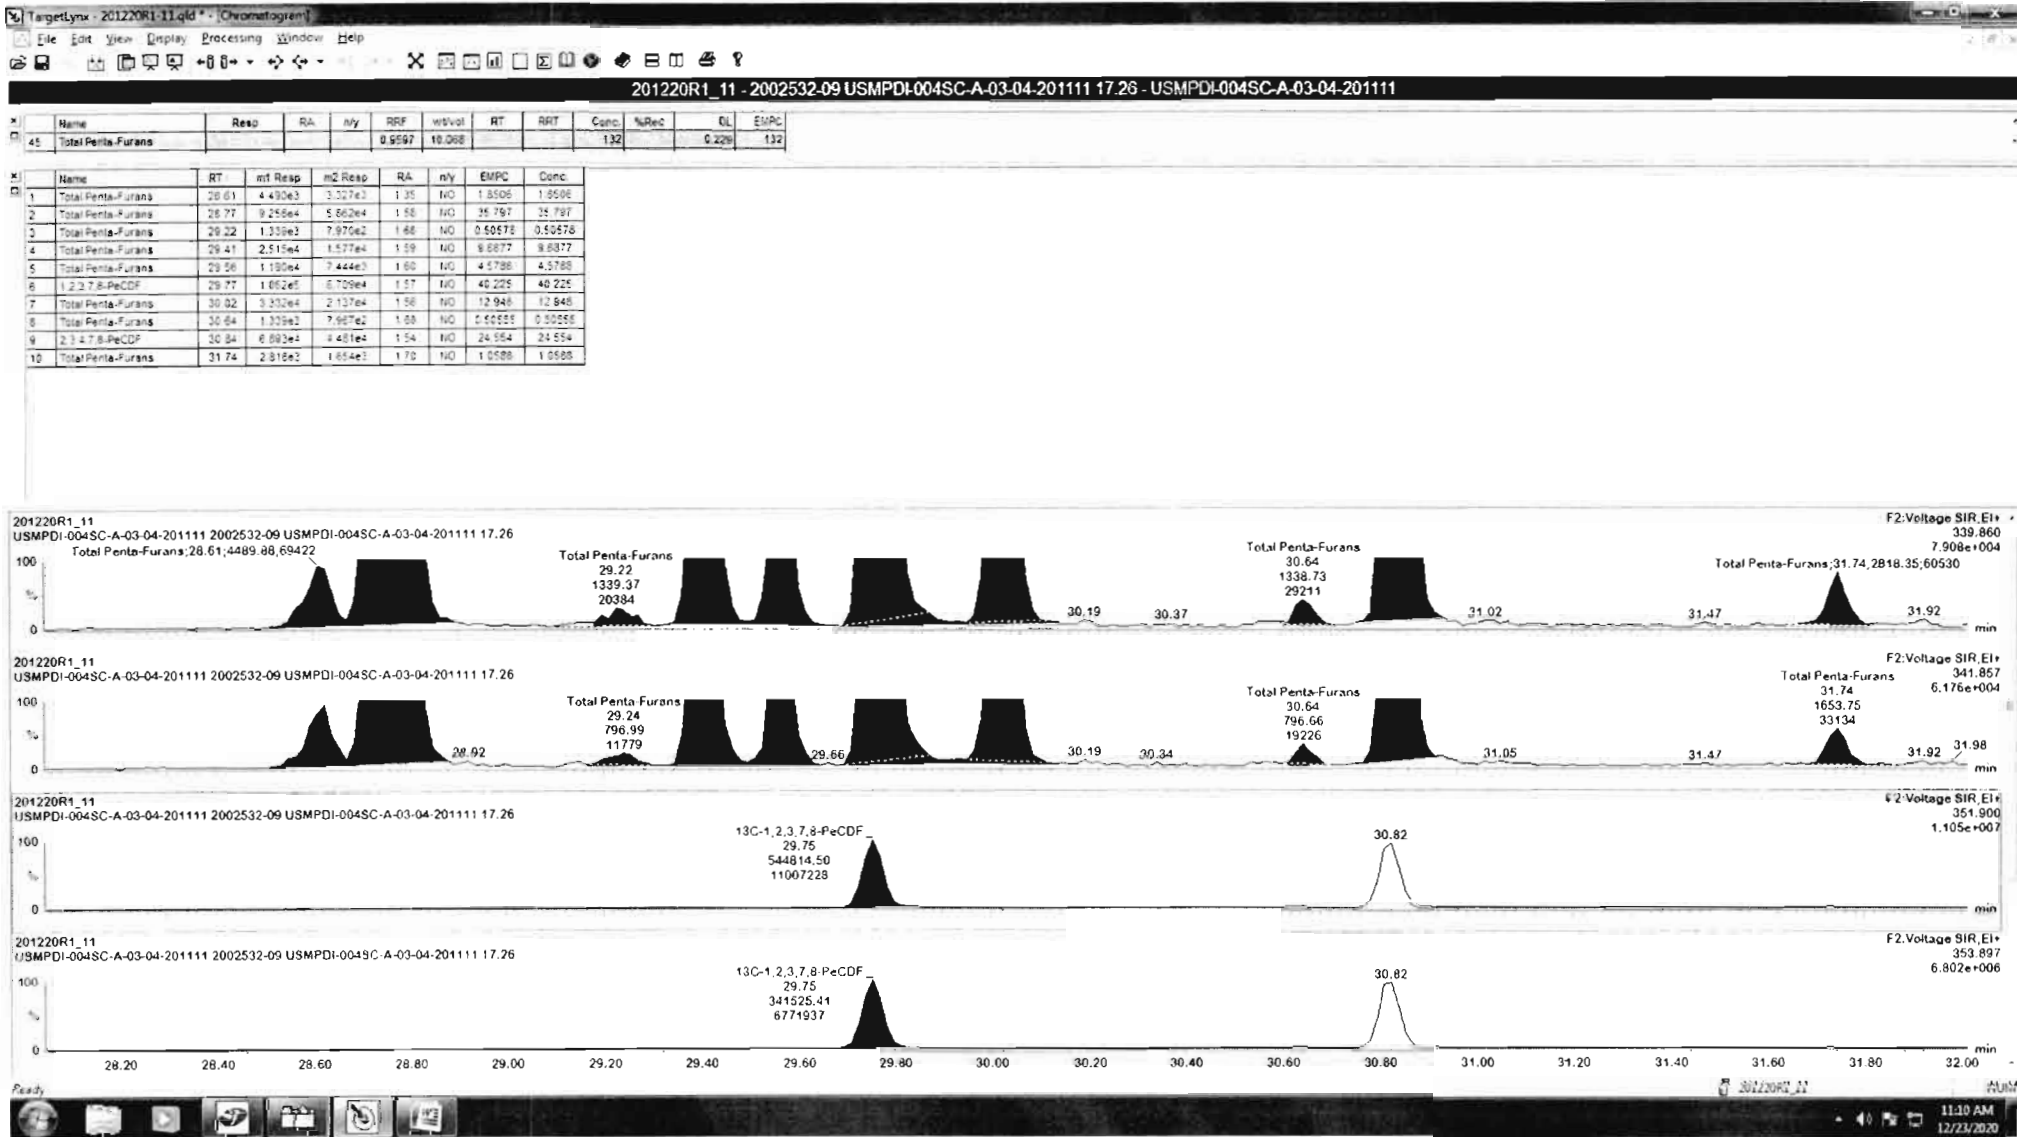 TargetLynx - 201220R1-11.qld * - [Chromatogram]
File Edit View Display Processing Window Help
201220R1_11 - 2002532-09 USMPDI-004SC-A-03-04-201111 17.26 - USMPDI-004SC-A-03-04-201111
Name Resp RA n/y RRF wt/vol RT RRT Conc. %Rec DL EMPC
45 Total Penta-Furans 0.9597 10.068 132 0.229 132
Name RT m1 Resp m2 Resp RA n/y EMPC Conc.
1 Total Penta-Furans 28.61 4.490e3 3.327e3 1.35 NO 1.8506 1.8506
2 Total Penta-Furans 28.77 9.256e4 5.862e4 1.58 NO 35.797 35.797
3 Total Penta-Furans 29.22 1.339e3 7.970e2 1.68 NO 0.50578 0.50578
4 Total Penta-Furans 29.41 2.515e4 1.577e4 1.59 NO 9.6877 9.6877
5 Total Penta-Furans 29.56 1.190e4 7.444e3 1.60 NO 4.5788 4.5788
6 1,2,3,7,8-PeCDF 29.77 1.052e5 6.709e4 1.57 NO 40.225 40.225
7 Total Penta-Furans 30.02 3.332e4 2.137e4 1.56 NO 12.946 12.946
8 Total Penta-Furans 30.64 1.339e3 7.967e2 1.68 NO
9 2,3,4,7,8-PeCDF 30.84 6.893e4 4.481e4 1.54 NO 24.554 24.554
10 Total Penta-Furans 31.74 2.818e3 1.654e3 1.70 NO 1.0588 1.0588
201220R1_11
USMPDI-004SC-A-03-04-201111 2002532-09 USMPDI-004SC-A-03-04-201111 17.26
F2:Voltage SIR,EI+
339.860
7.908e+004
Total Penta-Furans;28.61;4489.88;69422
Total Penta-Furans
29.22
1339.37
20384
Total Penta-Furans
30.64
1338.73
29211
Total Penta-Furans;31.74;2818.35;60530
100
%
0
30.19 30.37 31.02 31.47 31.92
min
201220R1_11
USMPDI-004SC-A-03-04-201111 2002532-09 USMPDI-004SC-A-03-04-201111 17.26
F2:Voltage SIR,EI+
341.857
6.176e+004
Total Penta-Furans
29.24
796.99
11779
Total Penta-Furans
30.64
796.66
19226
Total Penta-Furans
31.74
1653.75
33134
100
%
0
28.92 29.66 30.19 30.34 31.05 31.47 31.92 31.98
min
201220R1_11
USMPDI-004SC-A-03-04-201111 2002532-09 USMPDI-004SC-A-03-04-201111 17.26
F2:Voltage SIR,EI+
351.900
1.105e+007
13C-1,2,3,7,8-PeCDF
29.75
544814.50
11007228
30.82
100
%
0
min
201220R1_11
USMPDI-004SC-A-03-04-201111 2002532-09 USMPDI-004SC-A-03-04-201111 17.26
F2:Voltage SIR,EI+
353.897
6.802e+006
13C-1,2,3,7,8-PeCDF
29.75
341525.41
6771937
30.82
100
%
0
min
28.20 28.40 28.60 28.80 29.00 29.20 29.40 29.60 29.80 30.00 30.20 30.40 30.60 30.80 31.00 31.20 31.40 31.60 31.80 32.00
Ready
201220R1_11
NUM
11:10 AM
12/23/2020